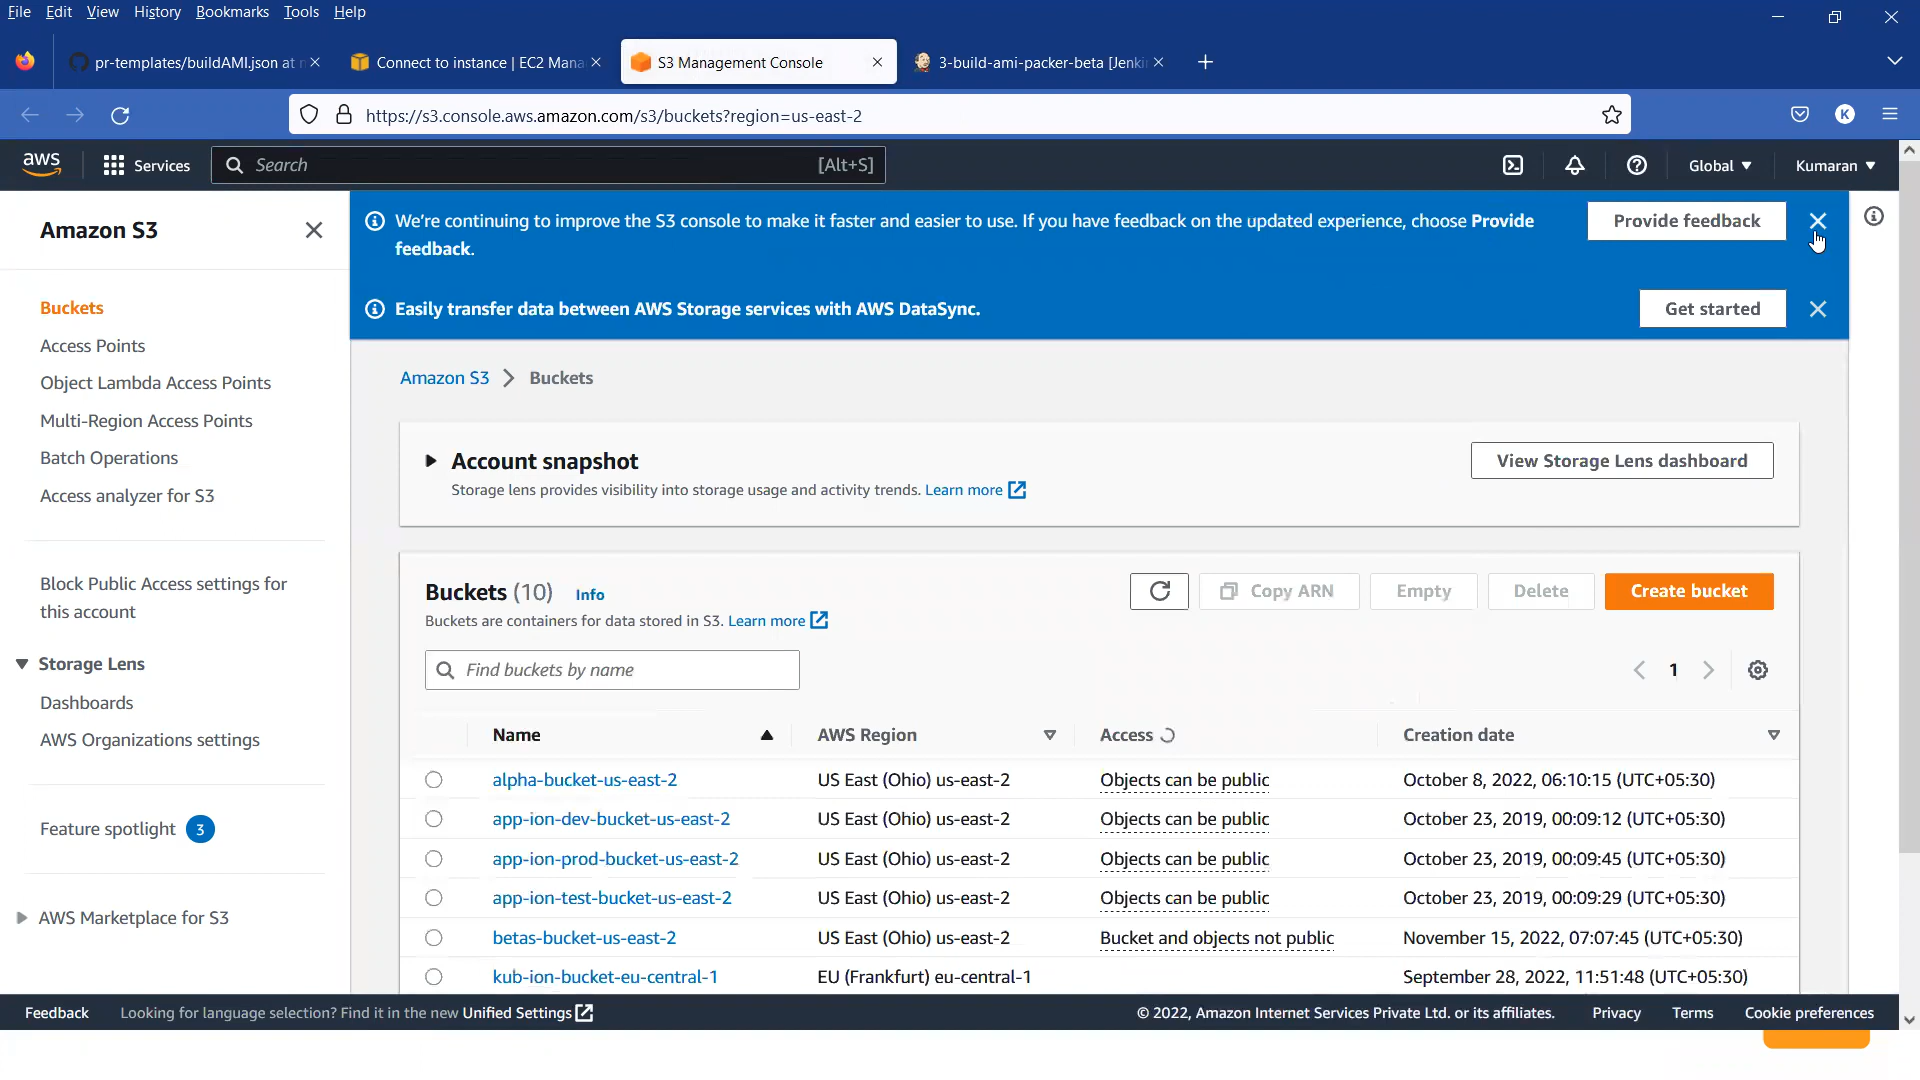 File Edit View History Bookmarks Tools Help
pr-templates/buildAMI.json at
Connect to instance | EC2 Mana
S3 Management Console
3-build-ami-packer-beta [Jenki
https://s3.console.aws.amazon.com/s3/buckets?region=us-east-2
K
aws
Services
Search
[Alt+S]
Global
Kumaran
Amazon S3
Buckets
Access Points
Object Lambda Access Points
Multi-Region Access Points
Batch Operations
Access analyzer for S3
Block Public Access settings for
this account
Storage Lens
Dashboards
AWS Organizations settings
Feature spotlight 3
AWS Marketplace for S3
We're continuing to improve the S3 console to make it faster and easier to use. If you have feedback on the updated experience, choose Provide
feedback.
Provide feedback
Easily transfer data between AWS Storage services with AWS DataSync.
Get started
Amazon S3 > Buckets
Account snapshot
Storage lens provides visibility into storage usage and activity trends. Learn more
View Storage Lens dashboard
Buckets (10) Info
Buckets are containers for data stored in S3. Learn more
Copy ARN
Empty
Delete
Create bucket
Find buckets by name
1
Name AWS Region Access Creation date
alpha-bucket-us-east-2 US East (Ohio) us-east-2 Objects can be public October 8, 2022, 06:10:15 (UTC+05:30)
app-ion-dev-bucket-us-east-2 US East (Ohio) us-east-2 Objects can be public October 23, 2019, 00:09:12 (UTC+05:30)
app-ion-prod-bucket-us-east-2 US East (Ohio) us-east-2 Objects can be public October 23, 2019, 00:09:45 (UTC+05:30)
app-ion-test-bucket-us-east-2 US East (Ohio) us-east-2 Objects can be public October 23, 2019, 00:09:29 (UTC+05:30)
betas-bucket-us-east-2 US East (Ohio) us-east-2 Bucket and objects not public November 15, 2022, 07:07:45 (UTC+05:30)
kub-ion-bucket-eu-central-1 EU (Frankfurt) eu-central-1 September 28, 2022, 11:51:48 (UTC+05:30)
Feedback Looking for language selection? Find it in the new Unified Settings
© 2022, Amazon Internet Services Private Ltd. or its affiliates. Privacy Terms Cookie preferences